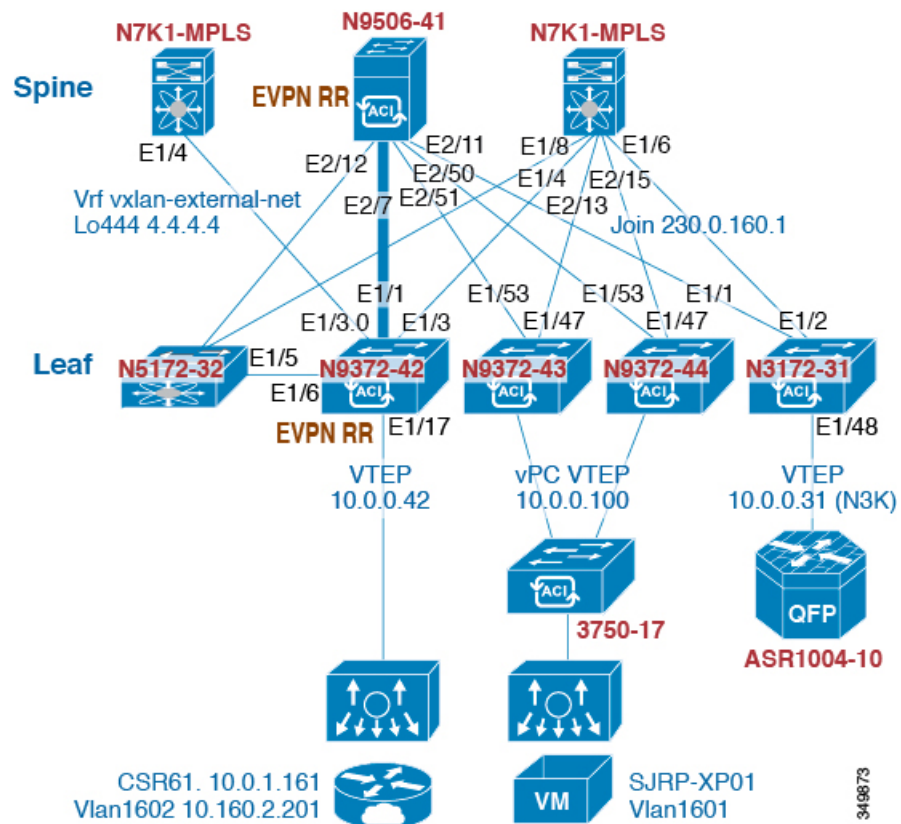 N7K1-MPLS
N9506-41
N7K1-MPLS
Spine
EVPN RR
ACI
E1/4
E2/12
E2/11
E1/8
E1/6
E2/50
E1/4
E2/15
E2/51
E2/7
E2/13
Vrf vxlan-external-net
Lo444 4.4.4.4
Join 230.0.160.1
E1/1
E1/53
E1/53
E1/1
E1/3.0
E1/3
E1/47
E1/47
E1/2
Leaf
N5172-32
E1/5
N9372-42
N9372-43
N9372-44
N3172-31
E1/6
ACI
ACI
ACI
ACI
EVPN RR
E1/17
E1/48
VTEP
10.0.0.42
vPC VTEP
10.0.0.100
VTEP
10.0.0.31 (N3K)
ACI
QFP
3750-17
ASR1004-10
CSR61. 10.0.1.161
Vlan1602 10.160.2.201
VM
SJRP-XP01
Vlan1601
349873